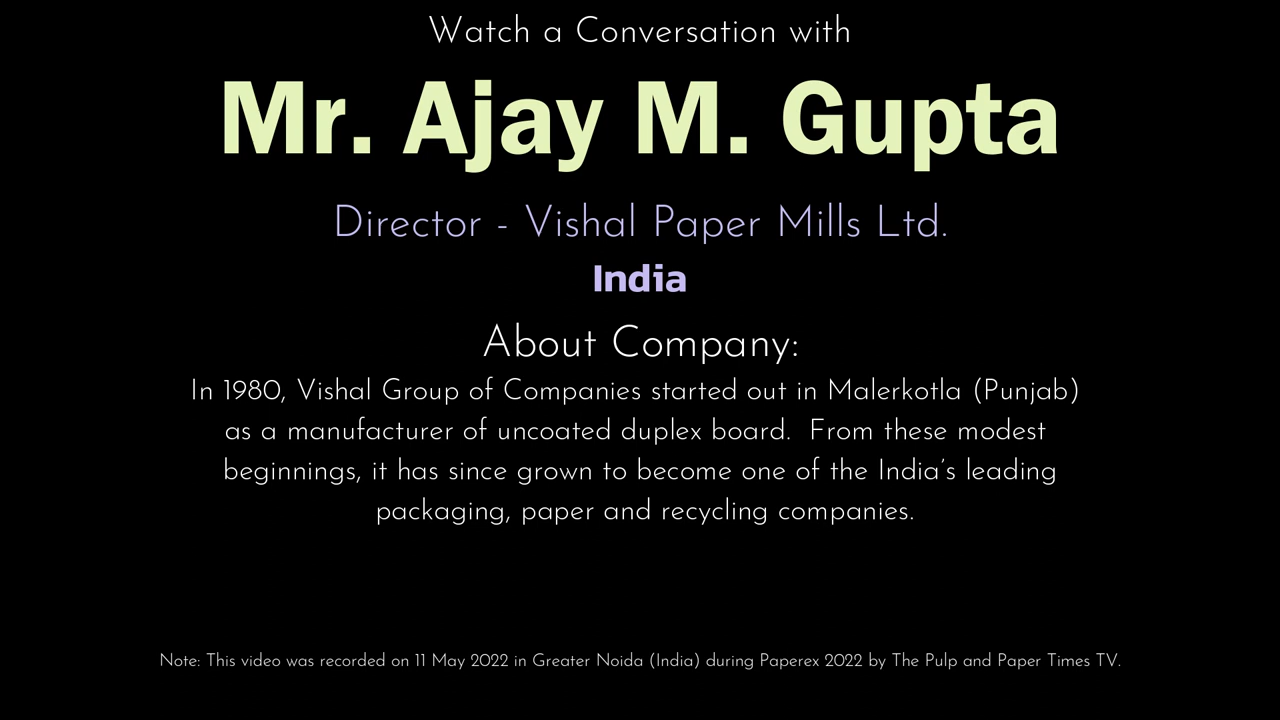 Watch a Conversation with
Mr. Ajay M. Gupta
Director - Vishal Paper Mills Ltd.
India
About Company:
In 1980, Vishal Group of Companies started out in Malerkotla (Punjab)
as a manufacturer of uncoated duplex board.  From these modest
beginnings, it has since grown to become one of the India's leading
packaging, paper and recycling companies.
Note: This video was recorded on 11 May 2022 in Greater Noida (India) during Paperex 2022 by The Pulp and Paper Times TV.